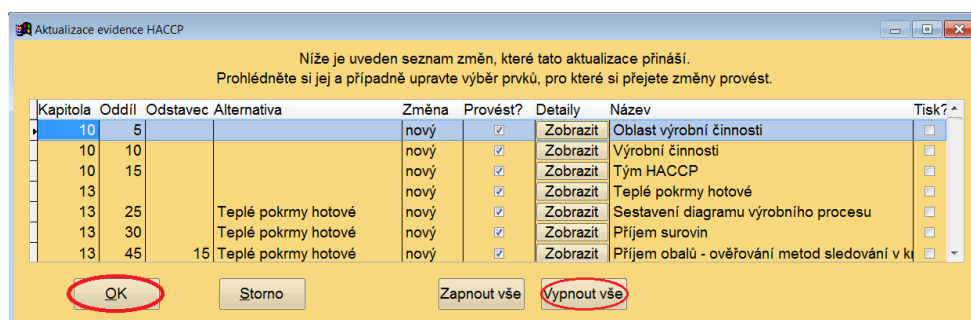 Aktualizace evidence HACCP
Níže je uveden seznam změn, které tato aktualizace přináší.
Prohlédněte si jej a případně upravte výběr prvků, pro které si přejete změny provést.
Kapitola Oddíl Odstavec Alternativa Změna Provést? Detaily Název Tisk?
10 5 nový Zobrazit Oblast výrobní činnosti
10 10 nový Zobrazit Výrobní činnosti
10 15 nový Zobrazit Tým HACCP
13 nový Zobrazit Teplé pokrmy hotové
13 25 Teplé pokrmy hotové nový Zobrazit Sestavení diagramu výrobního procesu
13 30 Teplé pokrmy hotové nový Zobrazit Příjem surovin
13 45 15 Teplé pokrmy hotové nový Zobrazit Příjem obalů - ověřování metod sledování v
OK Storno Zapnout vše Vypnout vše